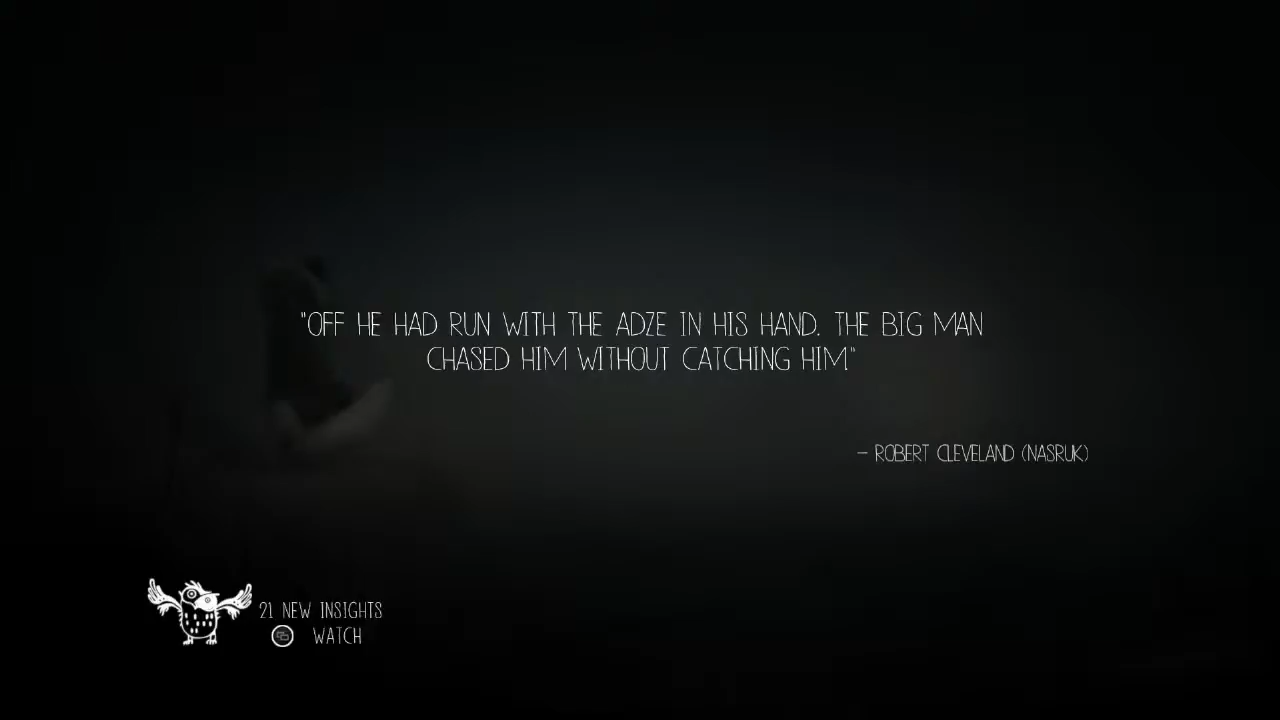 "OFF HE HAD RUN WITH THE ADZE IN HIS HAND. THE BIG MAN
CHASED HIM WITHOUT CATCHING HIM."
- ROBERT CLEVELAND (NASRUK)
21 NEW INSIGHTS
WATCH